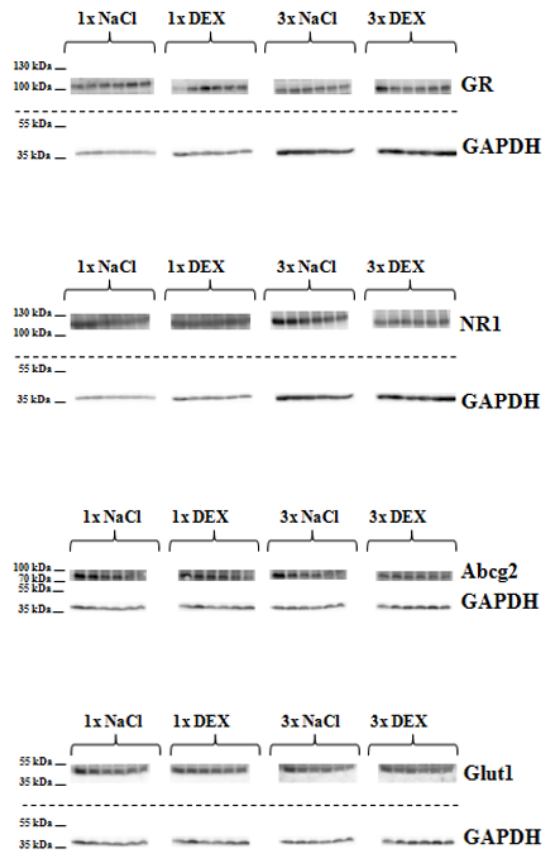 1x NaCl 1x DEX 3x NaCl 3x DEX
130 kDa
100 kDa
GR
55 kDa
35 kDa
GAPDH
1x NaCl 1x DEX 3x NaCl 3x DEX
130 kDa
100 kDa
NR1
55 kDa
35 kDa
GAPDH
1x NaCl 1x DEX 3x NaCl 3x DEX
100 kDa
70 kDa
55 kDa
35 kDa
Abcg2
GAPDH
1x NaCl 1x DEX 3x NaCl 3x DEX
55 kDa
35 kDa
Glut1
55 kDa
35 kDa
GAPDH